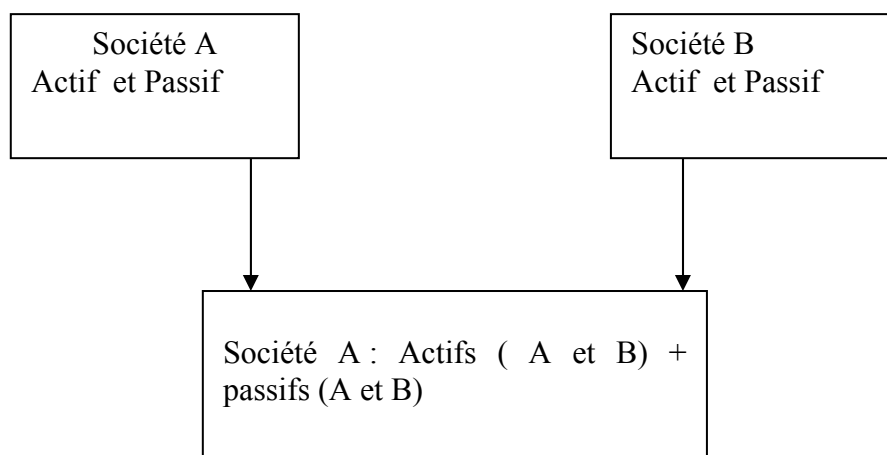 Société A
Actif et Passif
Société B
Actif et Passif
Société A : Actifs ( A et B) +
passifs (A et B)